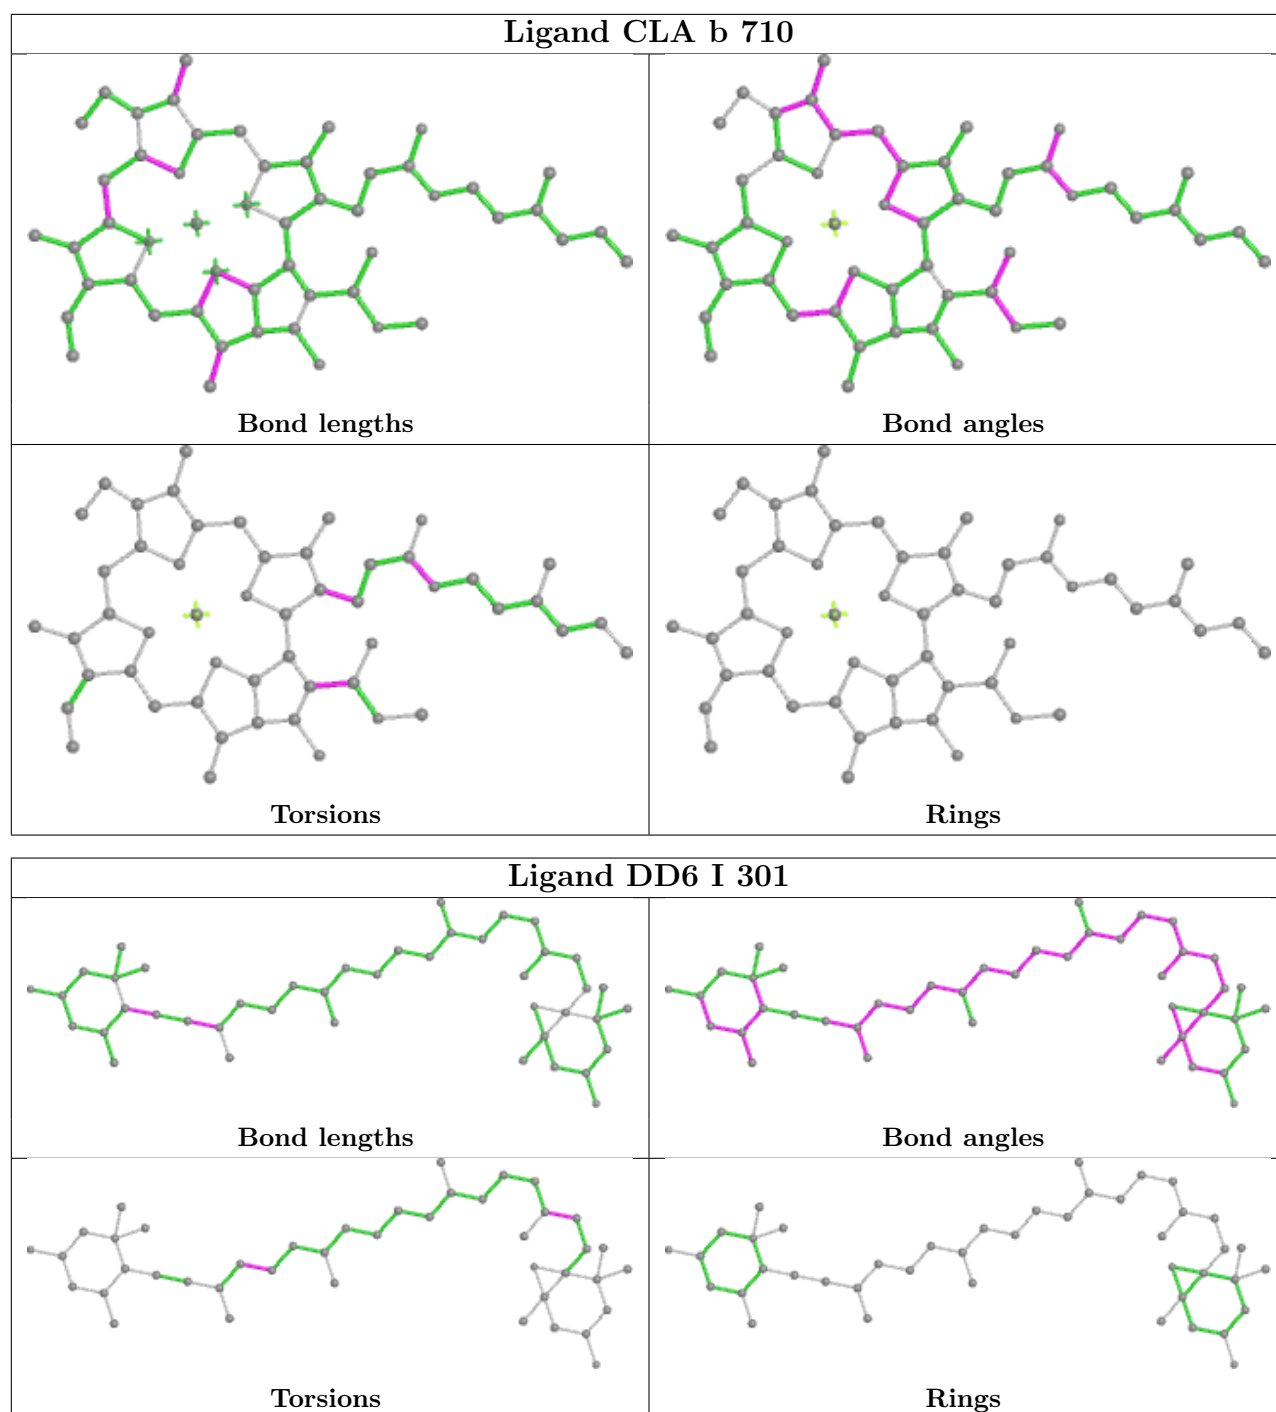 Ligand CLA b 710
Bond lengths
Bond angles
Torsions
Rings
Ligand DD6 I 301
Bond lengths
Bond angles
Torsions
Rings